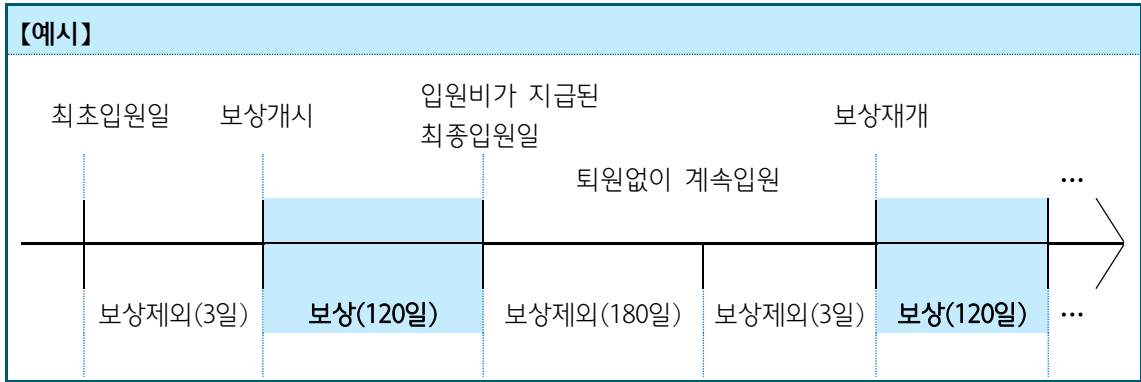 【예시】
최초입원일
보상개시
입원비가 지급된
최종입원일
보상재개
퇴원없이 계속입원
…
보상제외(3일)
보상(120일)
보상제외(180일)
보상제외(3일)
보상(120일)
…